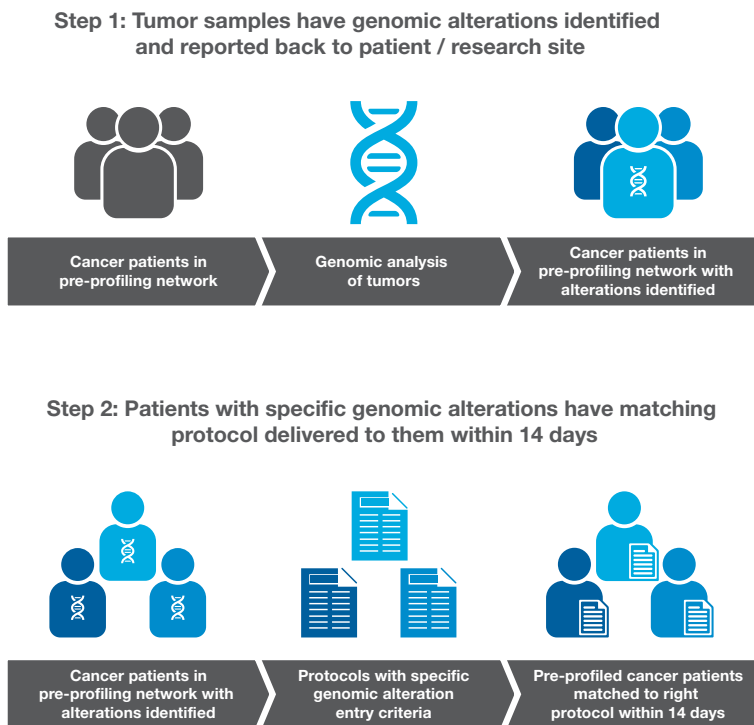 Step 1: Tumor samples have genomic alterations identified
and reported back to patient / research site
Cancer patients in
pre-profiling network
Genomic analysis
of tumors
Cancer patients in
pre-profiling network with
alterations identified
Step 2: Patients with specific genomic alterations have matching
protocol delivered to them within 14 days
Cancer patients in
pre-profiling network with
alterations identified
Protocols with specific
genomic alteration
entry criteria
Pre-profiled cancer patients
matched to right
protocol within 14 days